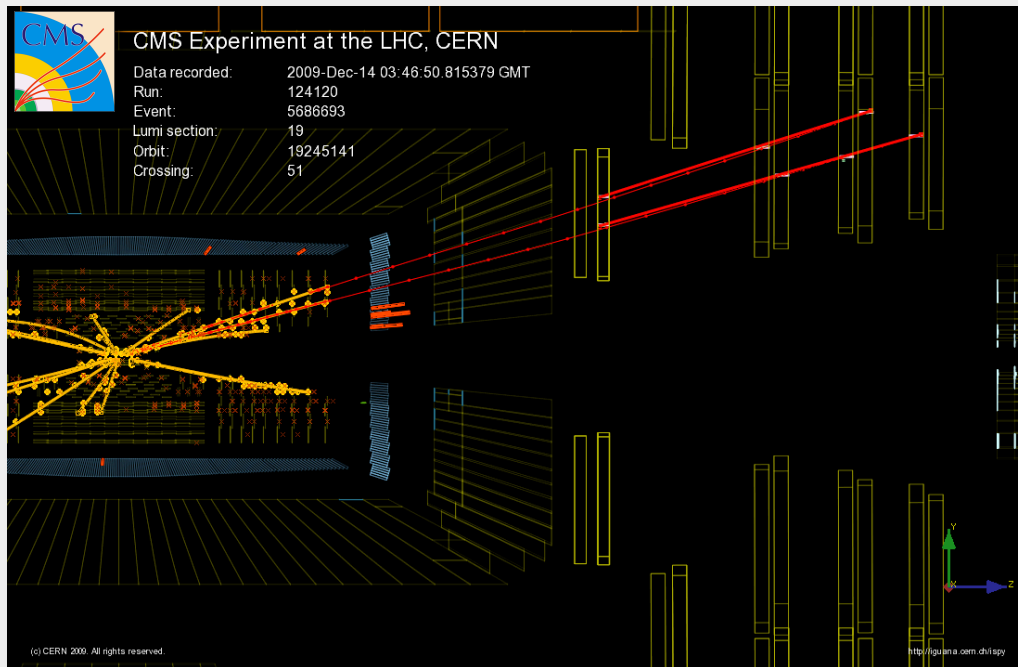 CMS
CMS Experiment at the LHC, CERN
Data recorded: 2009-Dec-14 03:46:50.815379 GMT
Run: 124120
Event: 5686693
Lumi section: 19
Orbit: 19245141
Crossing: 51
Y
X
Z
(c) CERN 2009. All rights reserved.
http://iguana.cern.ch/ispy